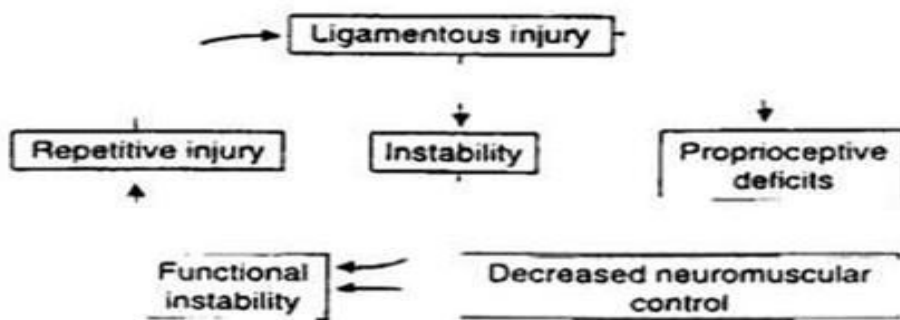 Ligamentous injury
Repetitive injury
Instability
Proprioceptive
deficits
Functional
instability
Decreased neuromuscular
control